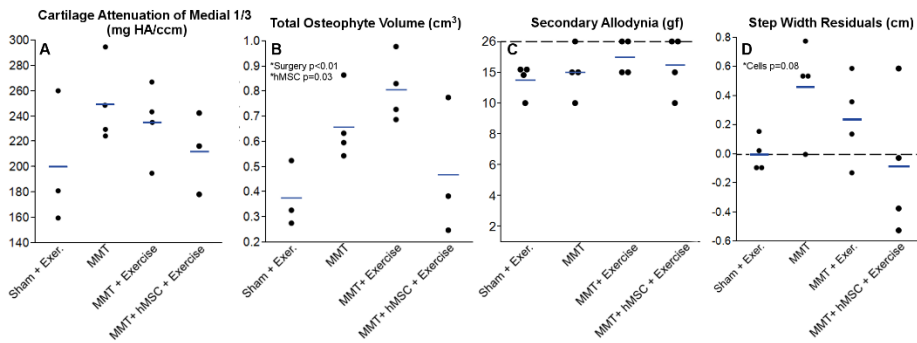 Cartilage Attenuation of Medial 1/3
(mg HA/ccm)
A
300
280
260
240
220
200
180
160
140
Sham + Exer.
MMT
MMT+ Exercise
MMT+ hMSC + Exercise
Total Osteophyte Volume (cm³)
B
*Surgery p<0.01
*hMSC p=0.03
1.0
0.9
0.8
0.7
0.6
0.5
0.4
0.3
0.2
Sham + Exer.
MMT
MMT+ Exercise
MMT+ hMSC + Exercise
Secondary Allodynia (gf)
C
26
15
10
8
6
4
2
Sham + Exer.
MMT
MMT+ Exercise
MMT+ hMSC + Exercise
Step Width Residuals (cm)
D
*Cells p=0.08
0.8
0.6
0.4
0.2
0.0
-0.2
-0.4
-0.6
Sham + Exer.
MMT
MMT + Exer.
MMT+ hMSC + Exercise